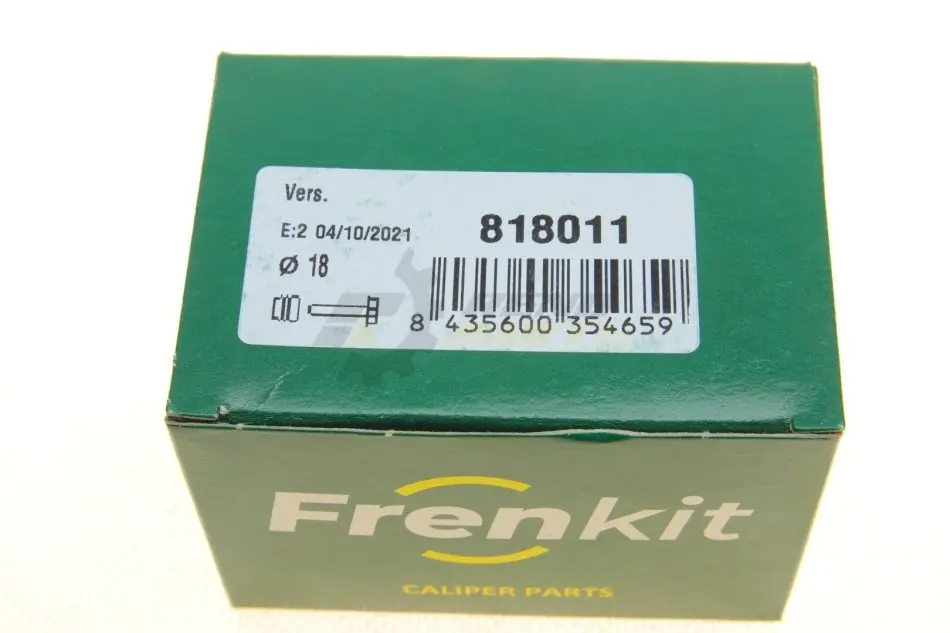 Vers.
E:2 04/10/2021
818011
Ø 18
8 435600 354659
Frenkit
CALIPER PARTS